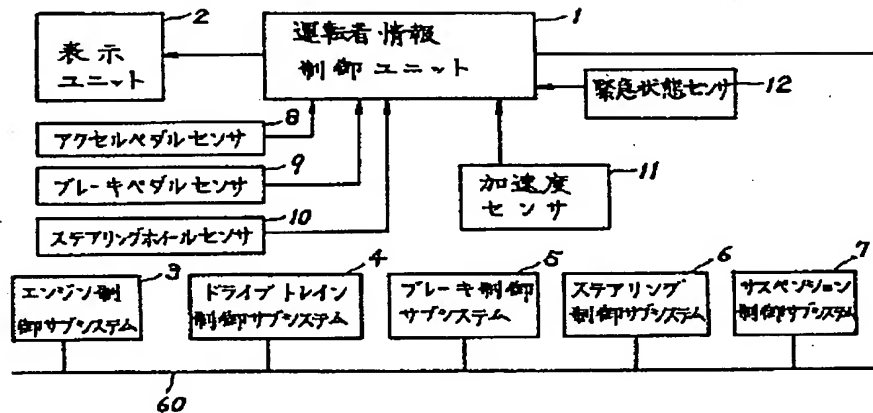 2
1
表示
ユニット
運転者情報
制御ユニット
緊急状態センサ
12
8
アクセルペダルセンサ
9
ブレーキペダルセンサ
10
ステアリングホイールセンサ
加速度
センサ
11
3
エンジン制
御サブシステム
4
ドライブトレイン
制御サブシステム
5
ブレーキ制御
サブシステム
6
ステアリング
制御サブシステム
7
サスペンション
制御サブシステム
60